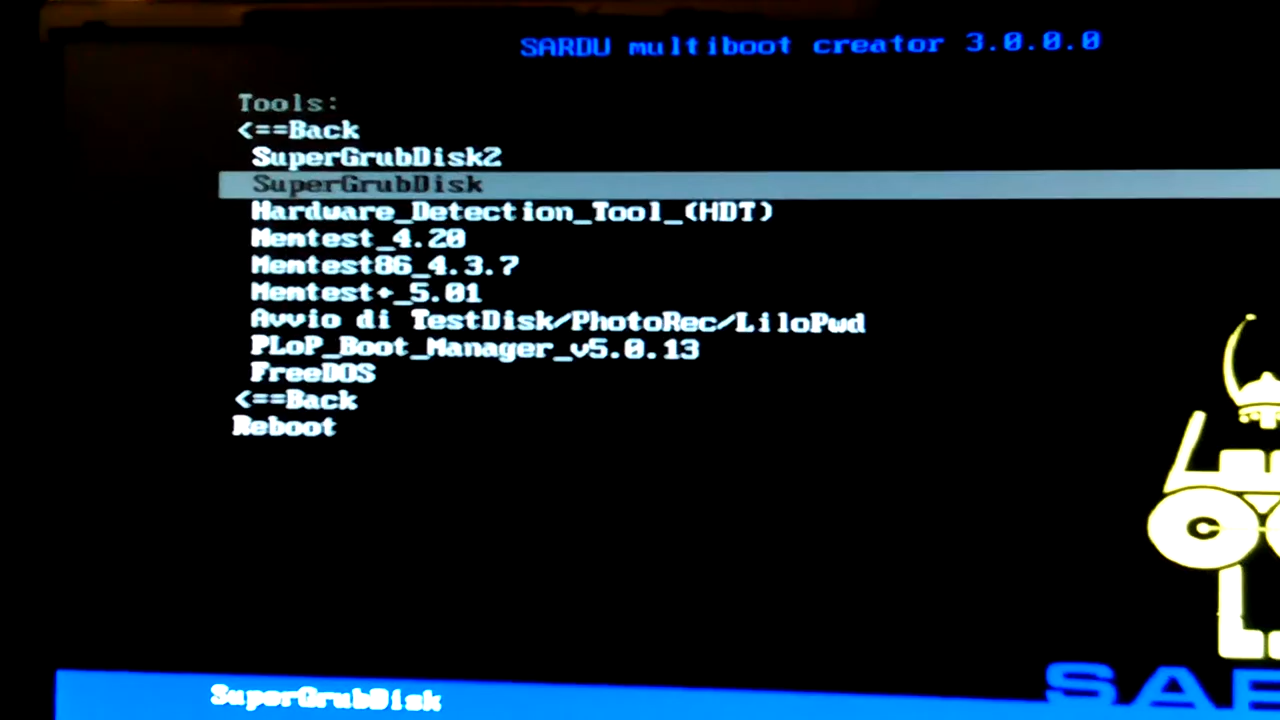 SARDU multiboot creator 3.0.0.0
Tools:
<==Back
SuperGrubDisk2
SuperGrubDisk
Hardware_Detection_Tool_(HDT)
Memtest_4.20
Memtest86_4.3.7
Memtest+_5.01
Avvio di TestDisk/PhotoRec/LiloPwd
PLoP_Boot_Manager_v5.0.13
FreeDOS
<==Back
Reboot
SuperGrubDisk